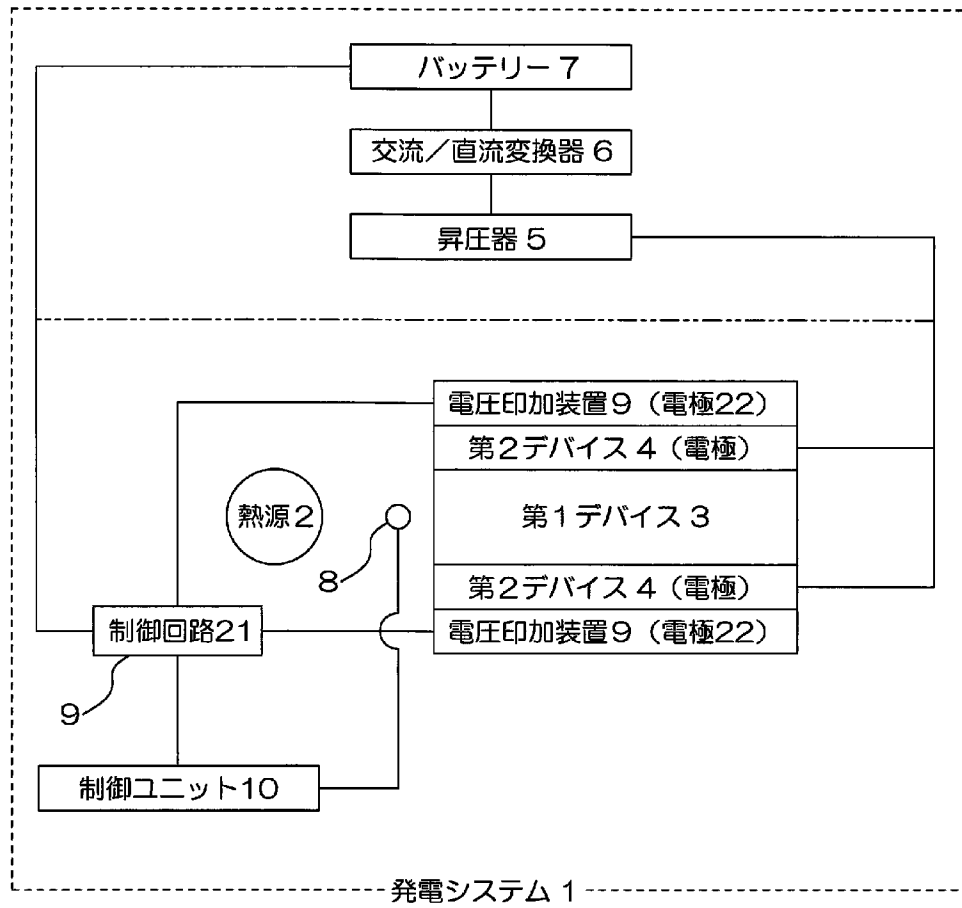 バッテリー7
交流／直流変換器6
昇圧器5
電圧印加装置9（電極22）
第2デバイス4（電極）
熱源2
第1デバイス3
8
第2デバイス4（電極）
制御回路21
電圧印加装置9（電極22）
9
制御ユニット10
発電システム1